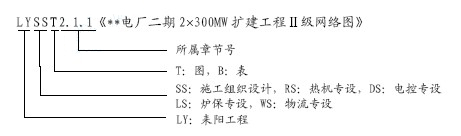 LYSST2.1.1《**电厂二期2×300MW扩建工程Ⅱ级网络图》
所属章节号
T：图，B：表
SS：施工组织设计，RS：热机专设，DS：电控专设
LS：炉保专设，WS：物流专设
LY：耒阳工程